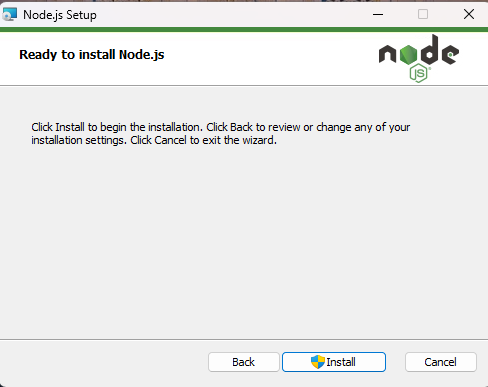 Node.js Setup
Ready to install Node.js
node
JS
Click Install to begin the installation. Click Back to review or change any of your
installation settings. Click Cancel to exit the wizard.
Back
Install
Cancel